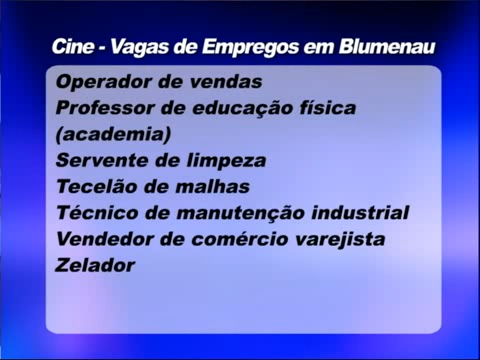 Cine - Vagas de Empregos em Blumenau
Operador de vendas
Professor de educação física
(academia)
Servente de limpeza
Tecelão de malhas
Técnico de manutenção industrial
Vendedor de comércio varejista
Zelador